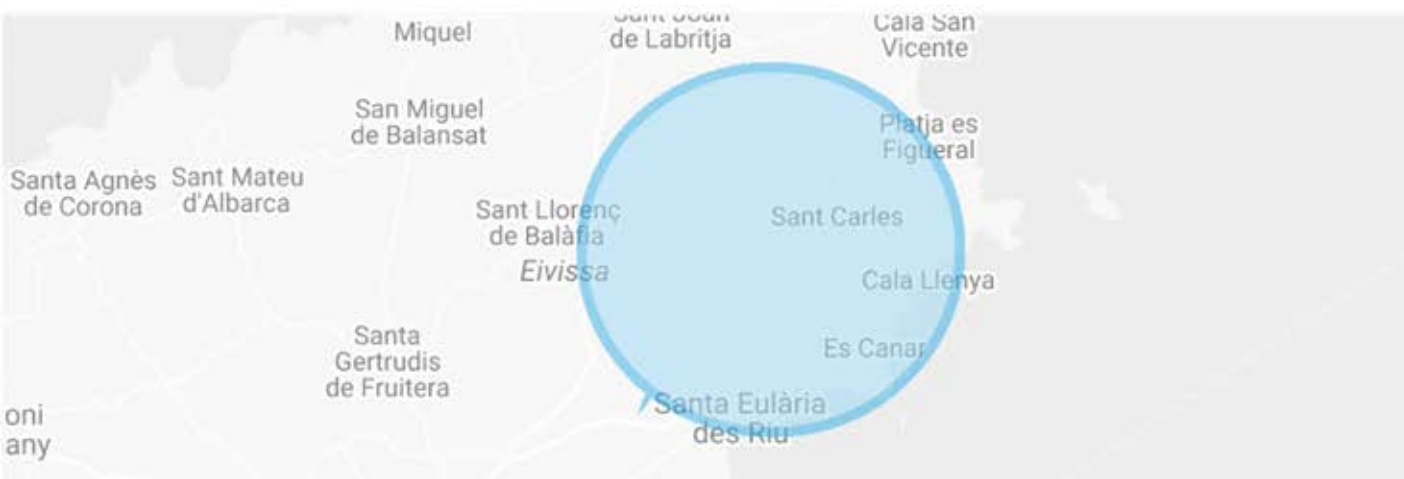 Miquel
Sant Joan
de Labritja
Cala San
Vicente
San Miguel
de Balansat
Platja es
Figueral
Santa Agnès
de Corona
Sant Mateu
d'Albarca
Sant Llorenç
de Balàfia
Sant Carles
Eivissa
Cala Llenya
Santa
Gertrudis
de Fruitera
Es Canar
Santa Eulària
des Riu
oni
any